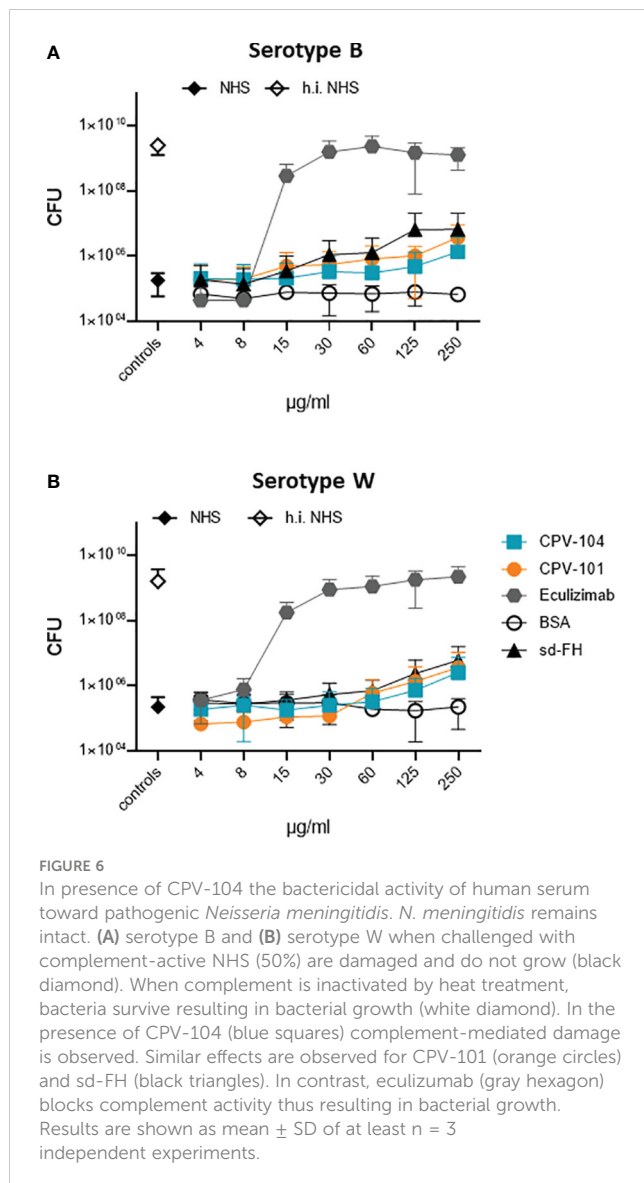 A
Serotype B
NHS h.i. NHS
1×10^10
1×10^08
1×10^06
1×10^04
CFU
controls 4 8 15 30 60 125 250
µg/ml
B
Serotype W
NHS h.i. NHS
1×10^10
1×10^08
1×10^06
1×10^04
CFU
controls 4 8 15 30 60 125 250
µg/ml
CPV-104
CPV-101
Eculizimab
BSA
sd-FH
FIGURE 6
In presence of CPV-104 the bactericidal activity of human serum
toward pathogenic Neisseria meningitidis. N. meningitidis remains
intact. (A) serotype B and (B) serotype W when challenged with
complement-active NHS (50%) are damaged and do not grow (black
diamond). When complement is inactivated by heat treatment,
bacteria survive resulting in bacterial growth (white diamond). In the
presence of CPV-104 (blue squares) complement-mediated damage
is observed. Similar effects are observed for CPV-101 (orange circles)
and sd-FH (black triangles). In contrast, eculizumab (gray hexagon)
blocks complement activity thus resulting in bacterial growth.
Results are shown as mean ± SD of at least n = 3
independent experiments.